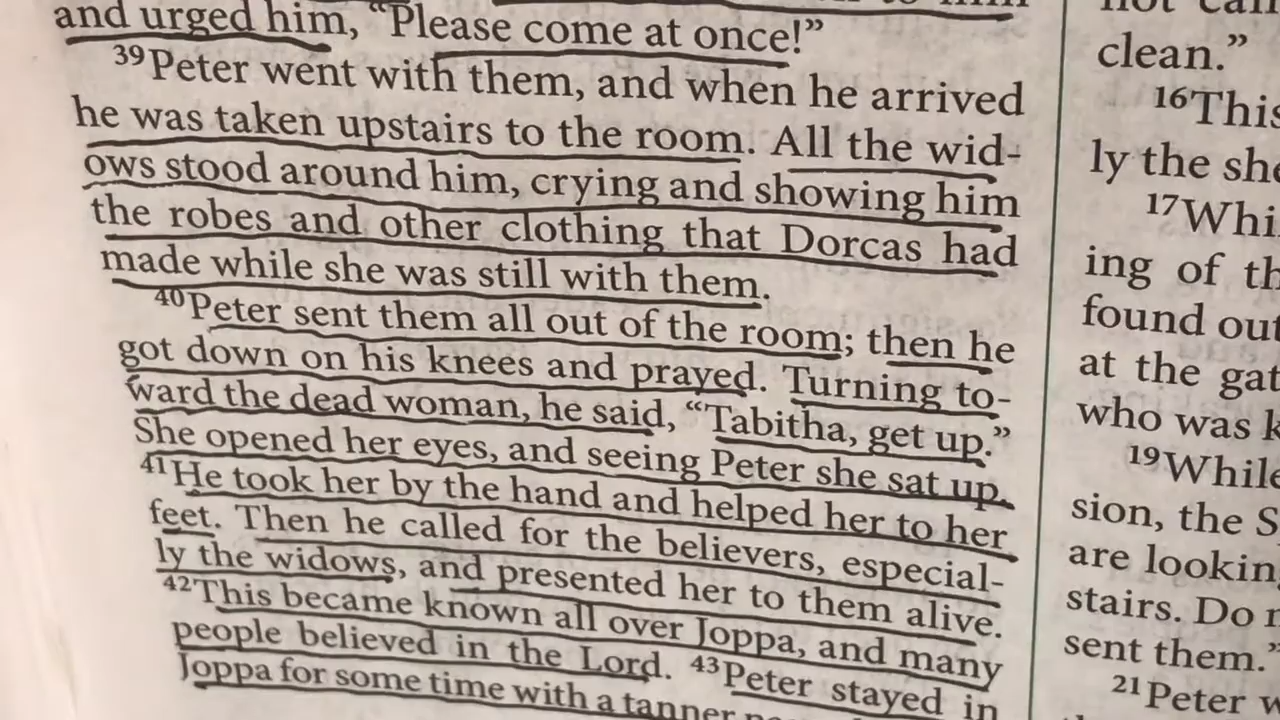 and urged him, “Please come at once!”
³⁹Peter went with them, and when he arrived
he was taken upstairs to the room. All the wid-
ows stood around him, crying and showing him
the robes and other clothing that Dorcas had
made while she was still with them.
⁴⁰Peter sent them all out of the room; then he
got down on his knees and prayed. Turning to-
ward the dead woman, he said, “Tabitha, get up.”
She opened her eyes, and seeing Peter she sat up.
⁴¹He took her by the hand and helped her to her
feet. Then he called for the believers, especial-
ly the widows, and presented her to them alive.
⁴²This became known all over Joppa, and many
people believed in the Lord. ⁴³Peter stayed in
Joppa for some time with a tanner
clean.”
¹⁶This
ly the
¹⁷
ing of
found out
at the
who was
¹⁹While
sion, the
are
stairs. Do
sent them.”
²¹Peter